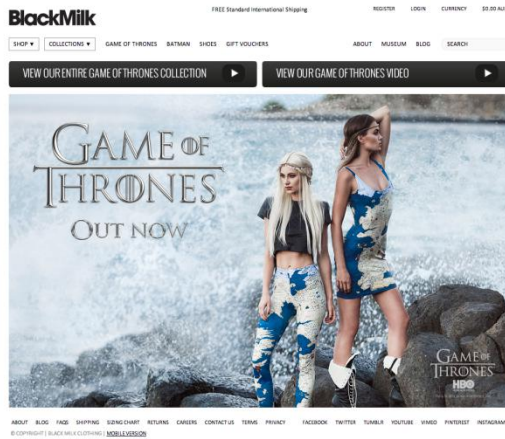 BlackMilk
FREE Standard International Shipping
REGISTER LOGIN CURRENCY $0.00 AU
SHOP ▼ COLLECTIONS ▼ GAME OF THRONES BATMAN SHOES GIFT VOUCHERS ABOUT MUSEUM BLOG SEARCH
VIEW OUR ENTIRE GAME OF THRONES COLLECTION
VIEW OUR GAME OF THRONES VIDEO
GAME OF
THRONES
OUT NOW
GAME OF
THRONES
HBO
ABOUT BLOG FAQS SHIPPING SIZING CHART RETURNS CAREERS CONTACT US TERMS PRIVACY FACEBOOK TWITTER TUMBLR YOUTUBE VIMEO PINTEREST INSTAGRAM
© COPYRIGHT | BLACK MILK CLOTHING | MOBILE VERSION